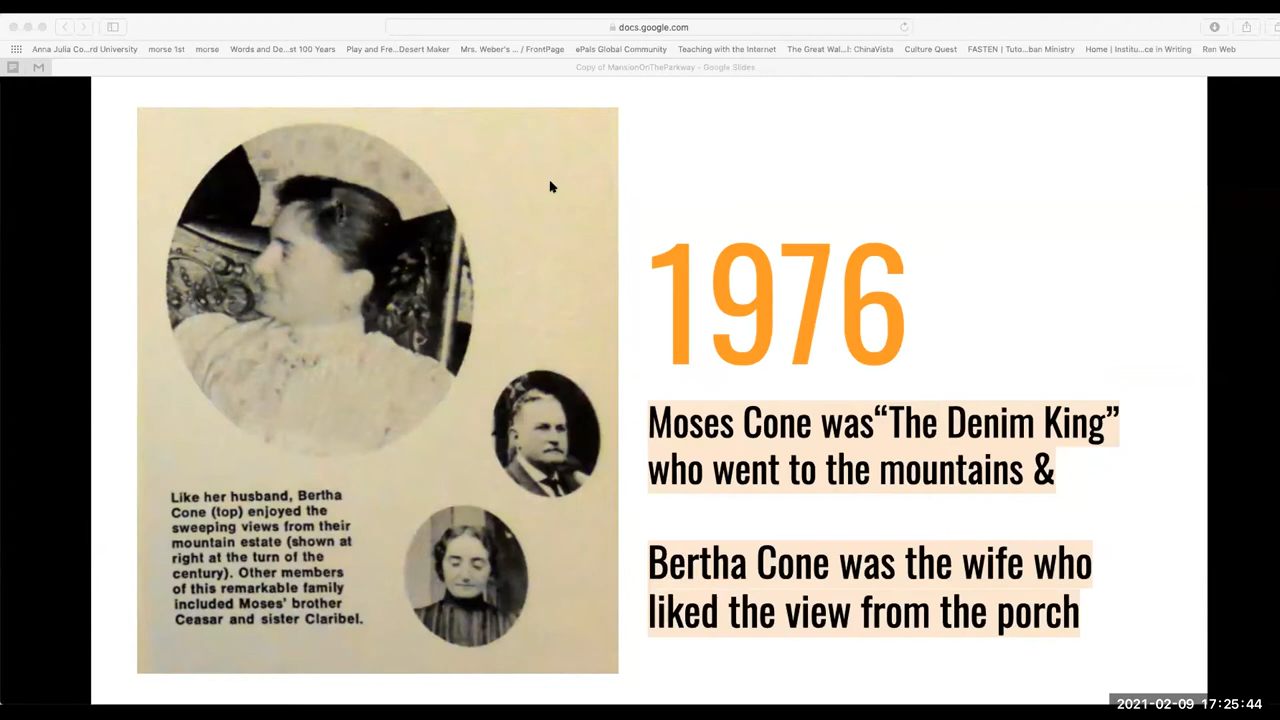 docs.google.com
Anna Julia Co...rd University morse 1st morse Words and De...st 100 Years Play and Fre...Desert Maker Mrs. Weber's ... / FrontPage ePals Global Community Teaching with the Internet The Great Wal...l: ChinaVista Culture Quest FASTEN | Tuto...ban Ministry Home | Institu...ce in Writing Ren Web
Copy of MansionOnTheParkway - Google Slides
Like her husband, Bertha
Cone (top) enjoyed the
sweeping views from their
mountain estate (shown at
right at the turn of the
century). Other members
of this remarkable family
included Moses' brother
Ceasar and sister Claribel.
1976
Moses Cone was“The Denim King”
who went to the mountains &
Bertha Cone was the wife who
liked the view from the porch
2021-02-09 17:25:44